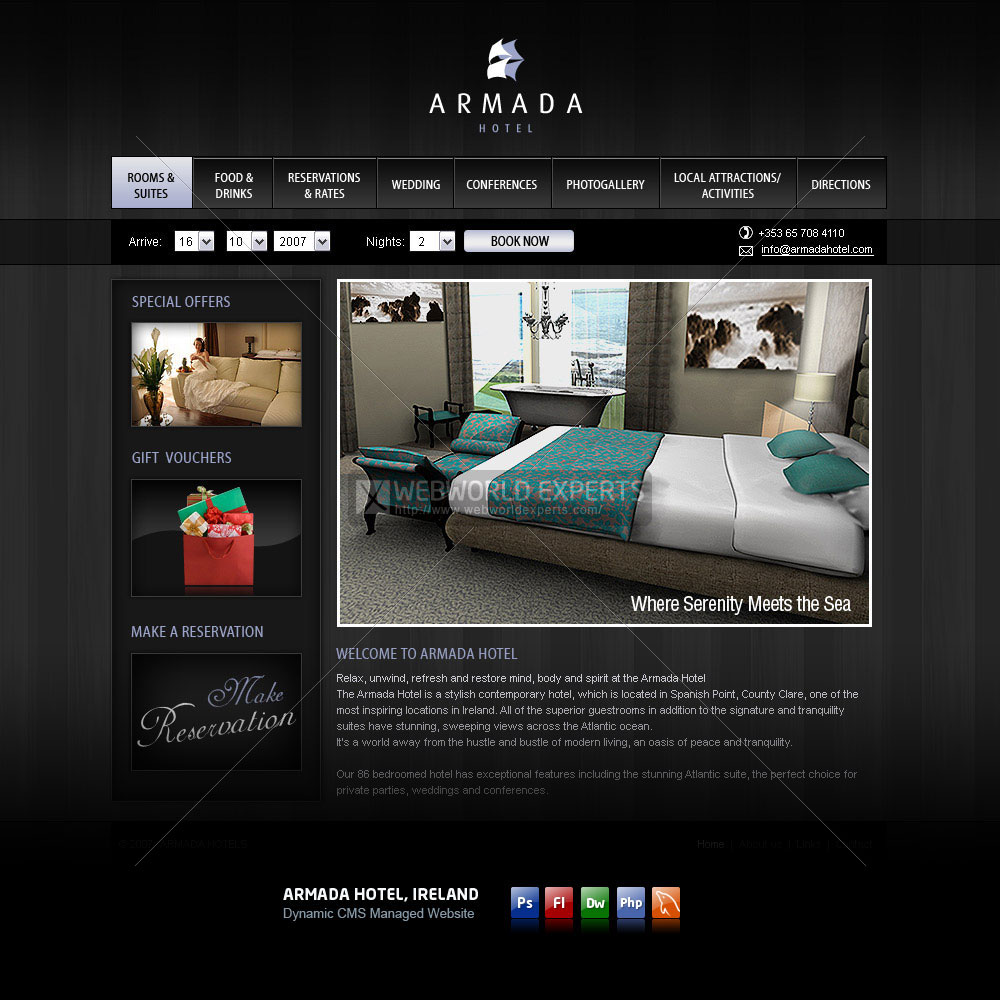 ARMADA
HOTEL
ROOMS &
SUITES
FOOD &
DRINKS
RESERVATIONS
& RATES
WEDDING
CONFERENCES
PHOTOGALLERY
LOCAL ATTRACTIONS/
ACTIVITIES
DIRECTIONS
Arrive: 16 10 2007 Nights: 2 BOOK NOW
+353 65 708 4110
info@armadahotel.com
SPECIAL OFFERS
GIFT VOUCHERS
MAKE A RESERVATION
Make
Reservation
WEBWORLD EXPERTS
http://www.webworldexperts.com/
Where Serenity Meets the Sea
WELCOME TO ARMADA HOTEL
Relax, unwind, refresh and restore mind, body and spirit at the Armada Hotel
The Armada Hotel is a stylish contemporary hotel, which is located in Spanish Point, County Clare, one of the
most inspiring locations in Ireland. All of the superior guestrooms in addition to the signature and tranquility
suites have stunning, sweeping views across the Atlantic ocean.
It's a world away from the hustle and bustle of modern living, an oasis of peace and tranquility.
Our 86 bedroomed hotel has exceptional features including the stunning Atlantic suite, the perfect choice for
private parties, weddings and conferences.
ARMADA HOTELS
Home | About us | Links | Contact
ARMADA HOTEL, IRELAND
Dynamic CMS Managed Website
Ps Fl Dw Php